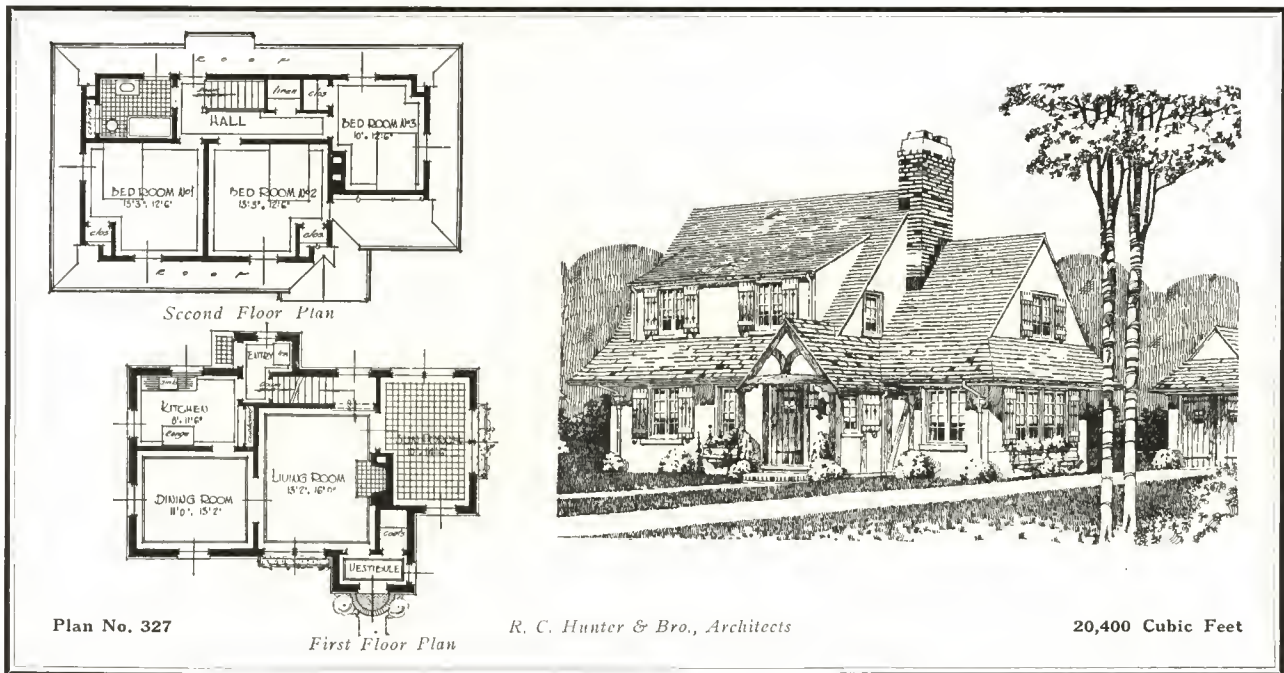 R O O F
linen
clos
HALL
BED ROOM Nº3
10'° 12'6"
BED ROOM Nº1
13'3"° 12'6"
BED ROOM Nº2
13'3"° 12'6"
clos
clos
R O O F
Second Floor Plan
ENTRY
KITCHEN
8'° 11'6"
Range
LIVING ROOM
13'2"° 16'0"
DINING ROOM
11'0"° 13'2"
coats
VESTIBULE
First Floor Plan
Plan No. 327
R. C. Hunter & Bro., Architects
20,400 Cubic Feet